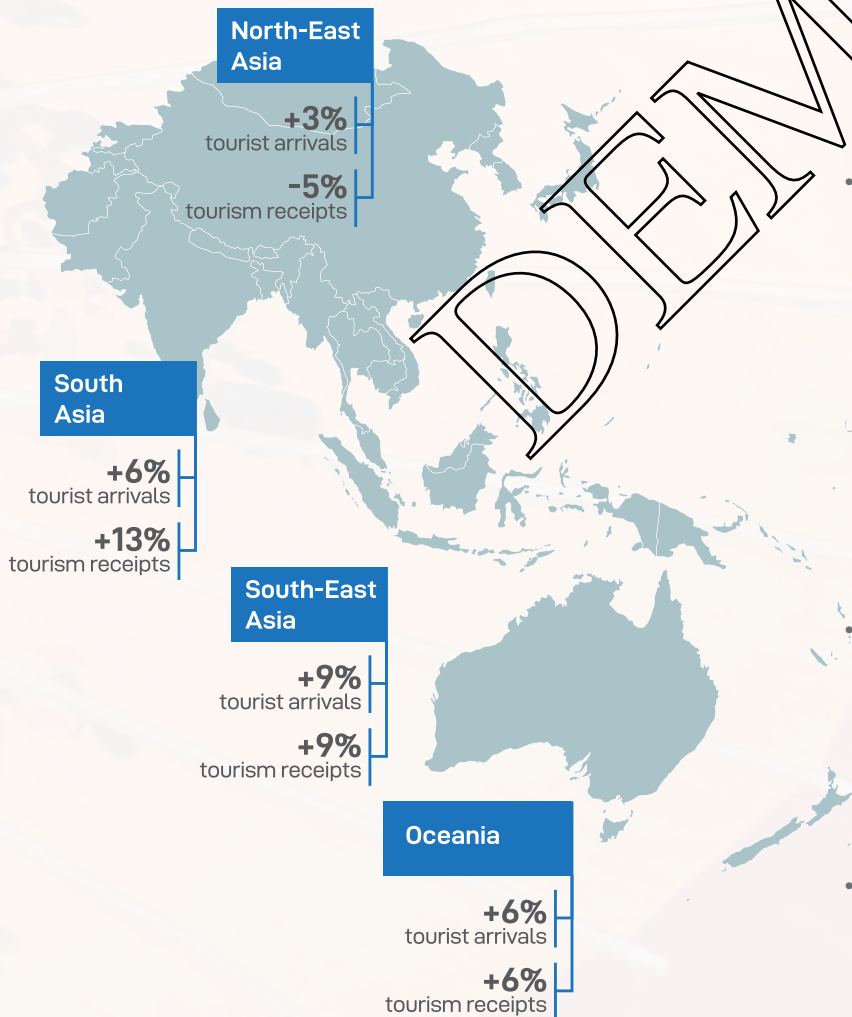 North-East
Asia
+3%
tourist arrivals
-5%
tourism receipts
DEM
South
Asia
+6%
tourist arrivals
+13%
tourism receipts
South-East
Asia
+9%
tourist arrivals
+9%
tourism receipts
Oceania
+6%
tourist arrivals
+6%
tourism receipts